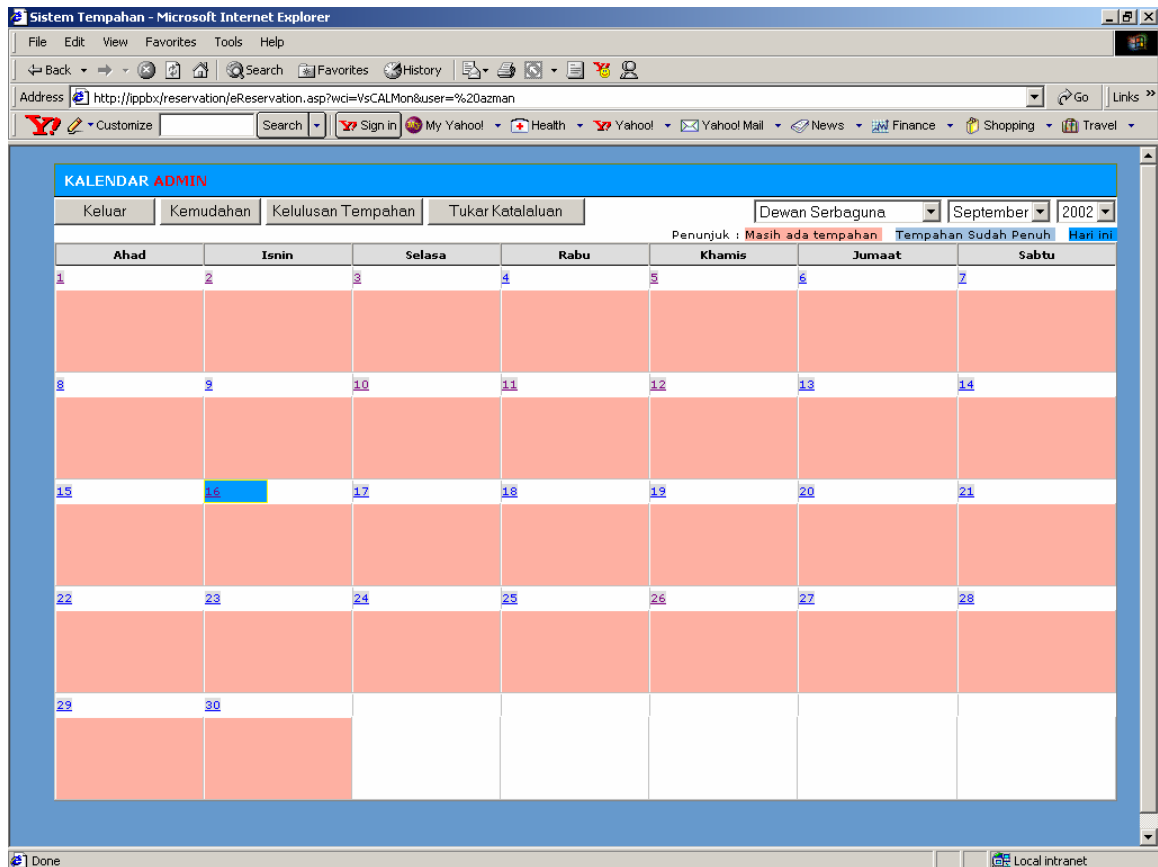 Sistem Tempahan - Microsoft Internet Explorer
File Edit View Favorites Tools Help
Back Search Favorites History
Address http://ippbx/reservation/eReservation.asp?wci=VsCALMon&user=%20azman Go Links »
Y! Customize Search Sign in My Yahoo! Health Yahoo! Yahoo! Mail News Finance Shopping Travel
KALENDAR ADMIN
Keluar Kemudahan Kelulusan Tempahan Tukar Katalaluan Dewan Serbaguna September 2002
Penunjuk : Masih ada tempahan Tempahan Sudah Penuh Hari ini
Ahad Isnin Selasa Rabu Khamis Jumaat Sabtu
1 2 3 4 5 6 7
8 9 10 11 12 13 14
15 16 17 18 19 20 21
22 23 24 25 26 27 28
29 30
Done Local intranet